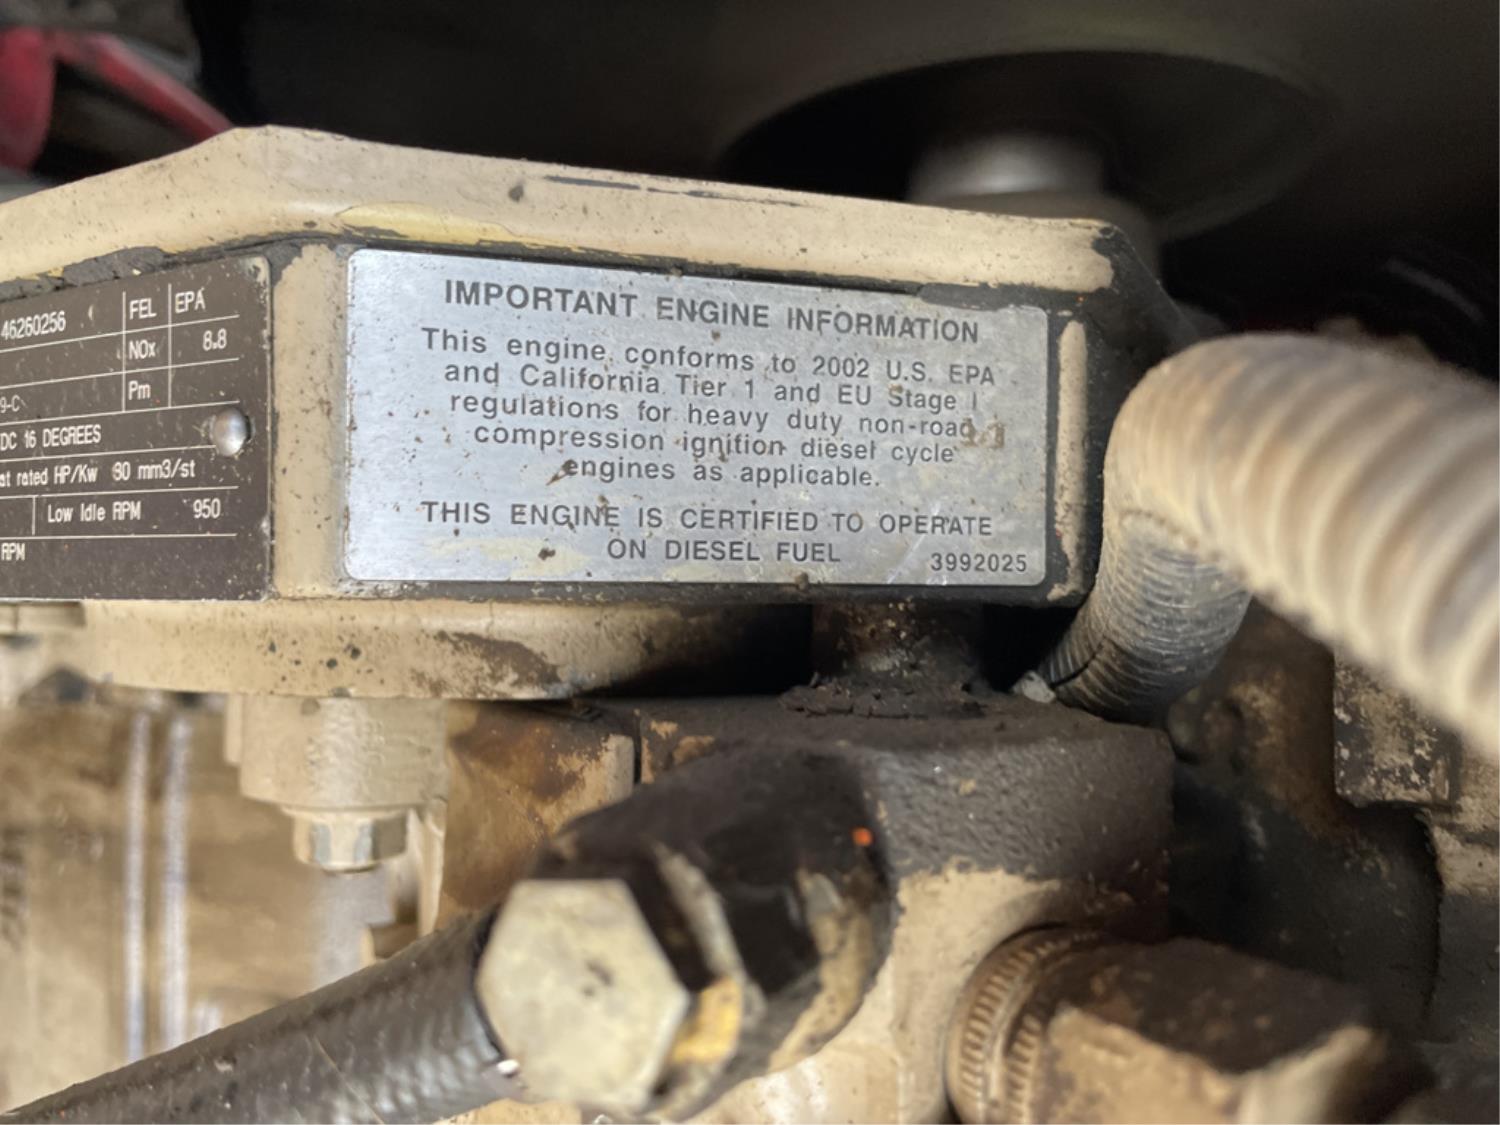 46260256
FEL EPA
NOx 8.8
Pm
9-C
DC 16 DEGREES
at rated HP/Kw 90 mm3/st
Low Idle RPM 950
RPM
IMPORTANT ENGINE INFORMATION
This engine conforms to 2002 U.S. EPA
and California Tier 1 and EU Stage I
regulations for heavy duty non-road
compression ignition diesel cycle
engines as applicable.
THIS ENGINE IS CERTIFIED TO OPERATE
ON DIESEL FUEL 3992025